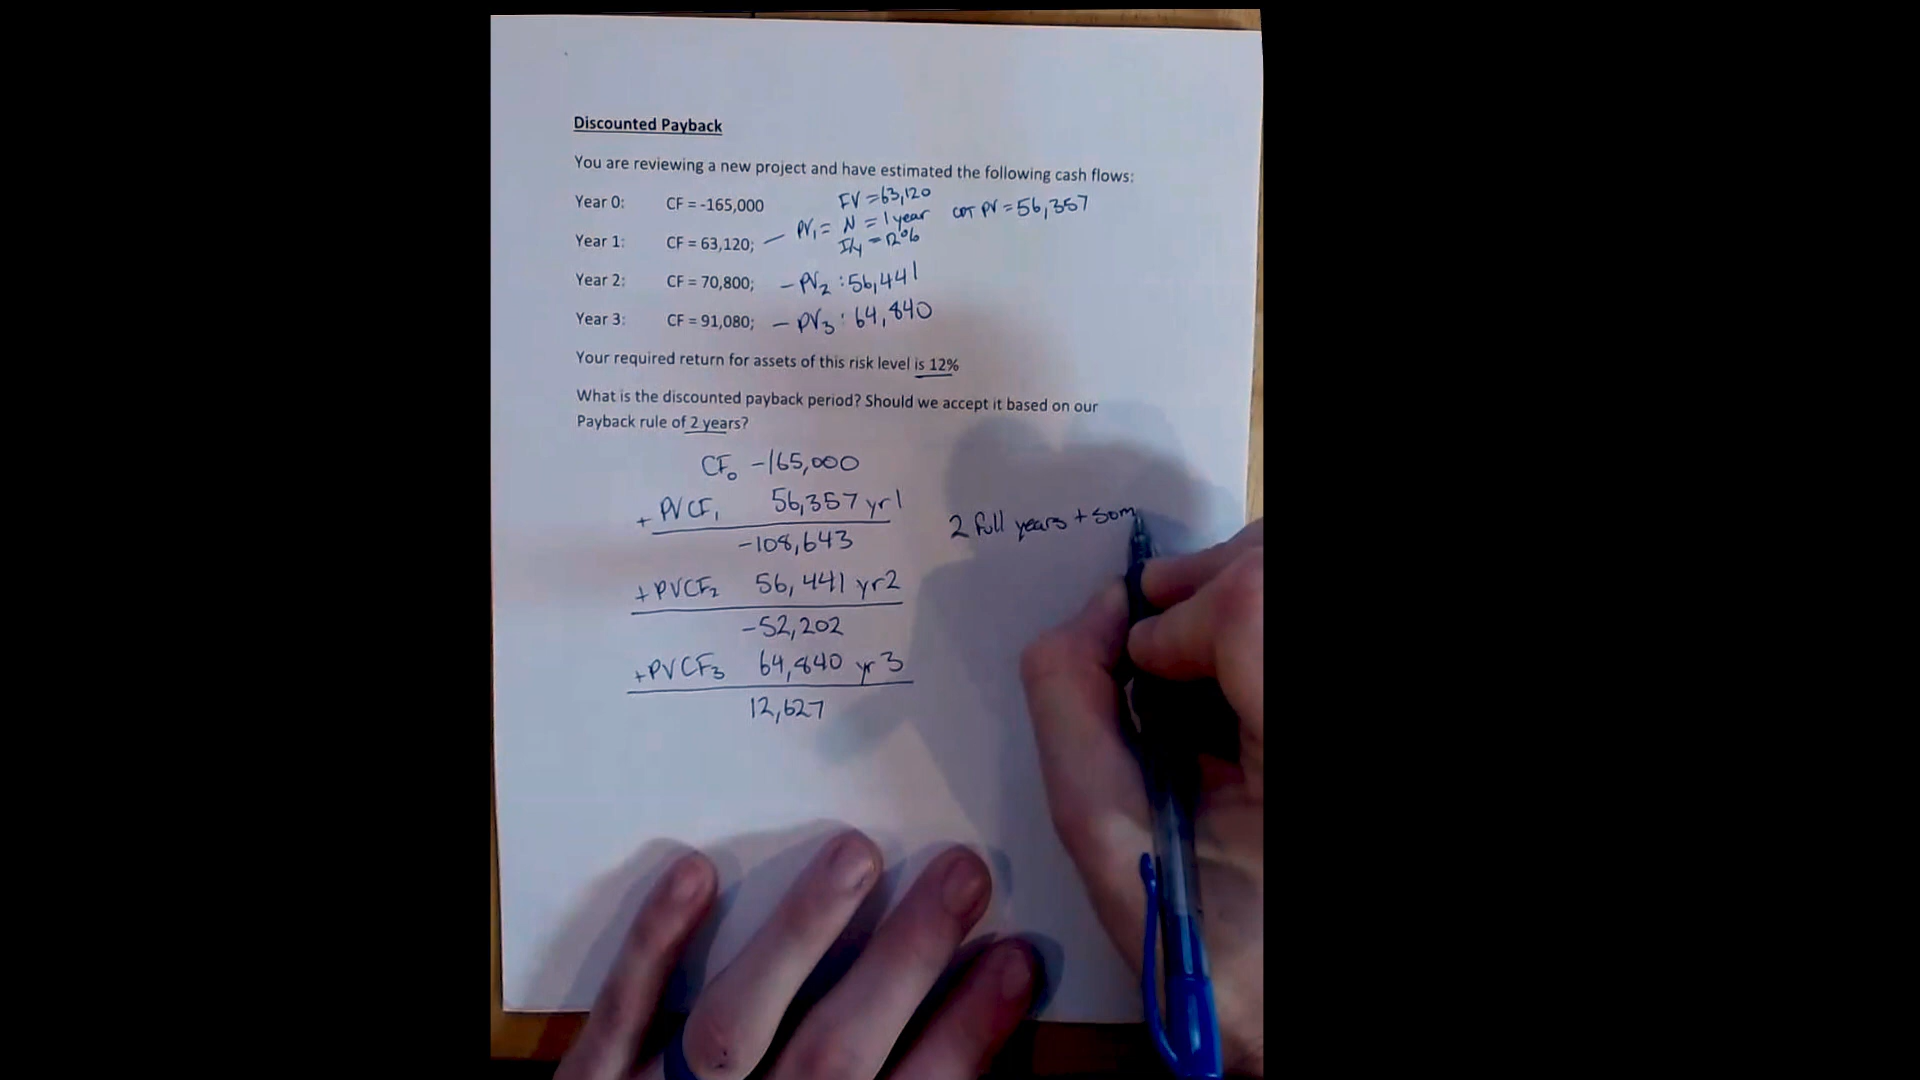 Discounted Payback
You are reviewing a new project and have estimated the following cash flows:
Year 0: CF = -165,000
FV = 63,120
Year 1: CF = 63,120; — PV₁ = N = 1 year CPT PV = 56,357
I/y = 12%
Year 2: CF = 70,800; — PV₂ : 56,441
Year 3: CF = 91,080; — PV₃ : 64,840
Your required return for assets of this risk level is 12%
What is the discounted payback period? Should we accept it based on our
Payback rule of 2 years?
CF₀ -165,000
+ PVCF₁ 56,357 yr1
-108,643
+PVCF₂ 56,441 yr2
-52,202
+PVCF₃ 64,840 yr 3
12,627
2 full years + som